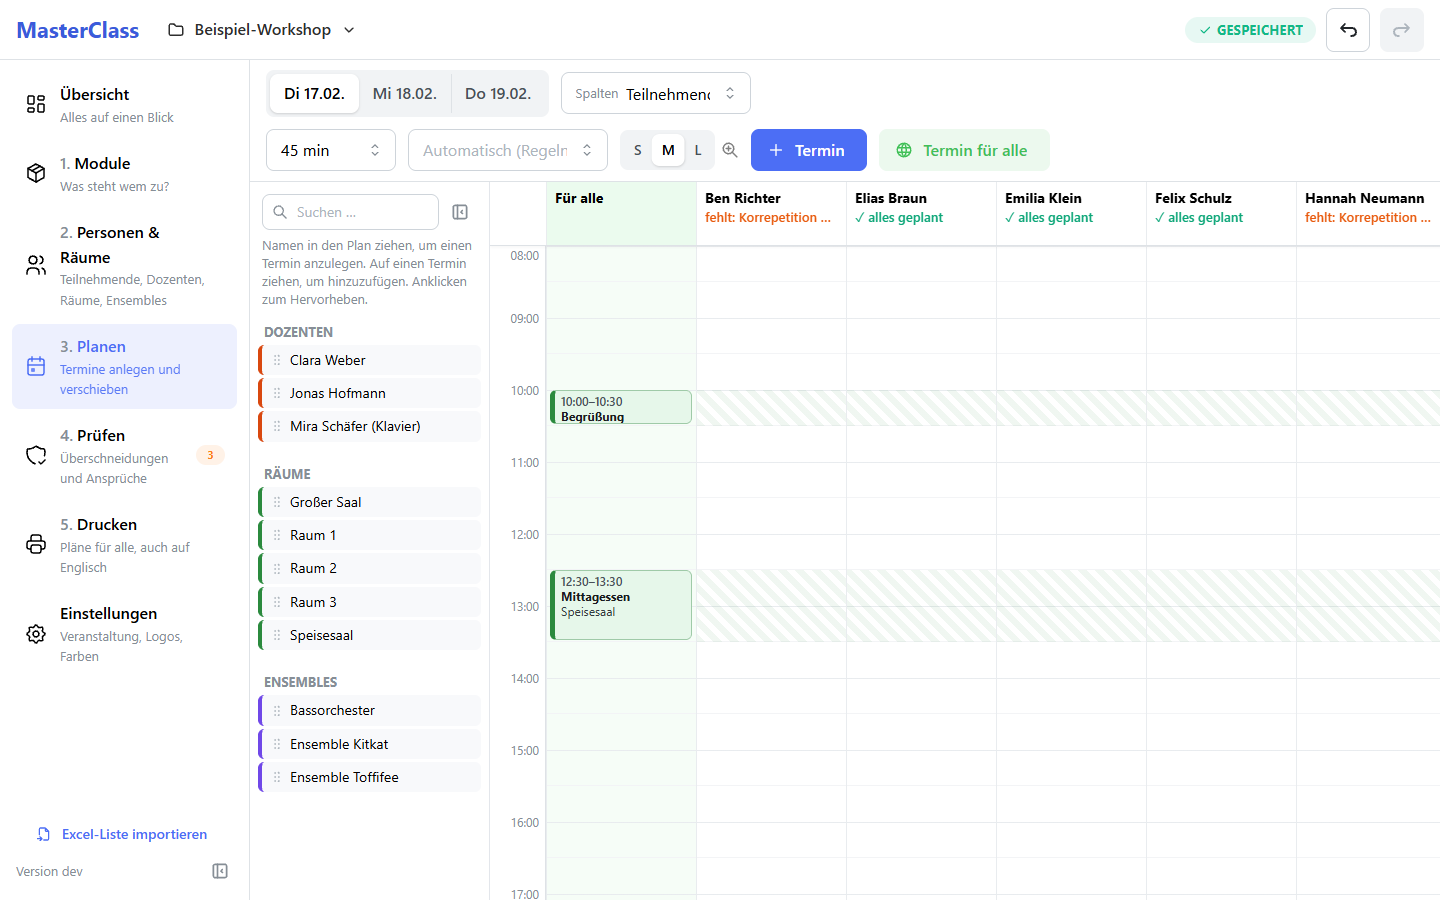 MasterClass
Beispiel-Workshop
GESPEICHERT
Übersicht
Alles auf einen Blick
1. Module
Was steht wem zu?
2. Personen &
Räume
Teilnehmende, Dozenten,
Räume, Ensembles
3. Planen
Termine anlegen und
verschieben
4. Prüfen
Überschneidungen
und Ansprüche
3
5. Drucken
Pläne für alle, auch auf
Englisch
Einstellungen
Veranstaltung, Logos,
Farben
Excel-Liste importieren
Version dev
Di 17.02.
Mi 18.02.
Do 19.02.
Spalten Teilnehmend
45 min
Automatisch (Regeln
S
M
L
Termin
Termin für alle
Suchen ...
Namen in den Plan ziehen, um einen
Termin anzulegen. Auf einen Termin
ziehen, um hinzuzufügen. Anklicken
zum Hervorheben.
DOZENTEN
Clara Weber
Jonas Hofmann
Mira Schäfer (Klavier)
RÄUME
Großer Saal
Raum 1
Raum 2
Raum 3
Speisesaal
ENSEMBLES
Bassorchester
Ensemble Kitkat
Ensemble Toffifee
Für alle
Ben Richter
fehlt: Korrepetition ...
Elias Braun
✓ alles geplant
Emilia Klein
✓ alles geplant
Felix Schulz
✓ alles geplant
Hannah Neumann
fehlt: Korrepetition ...
08:00
09:00
10:00
11:00
12:00
13:00
14:00
15:00
16:00
17:00
10:00–10:30
Begrüßung
12:30–13:30
Mittagessen
Speisesaal